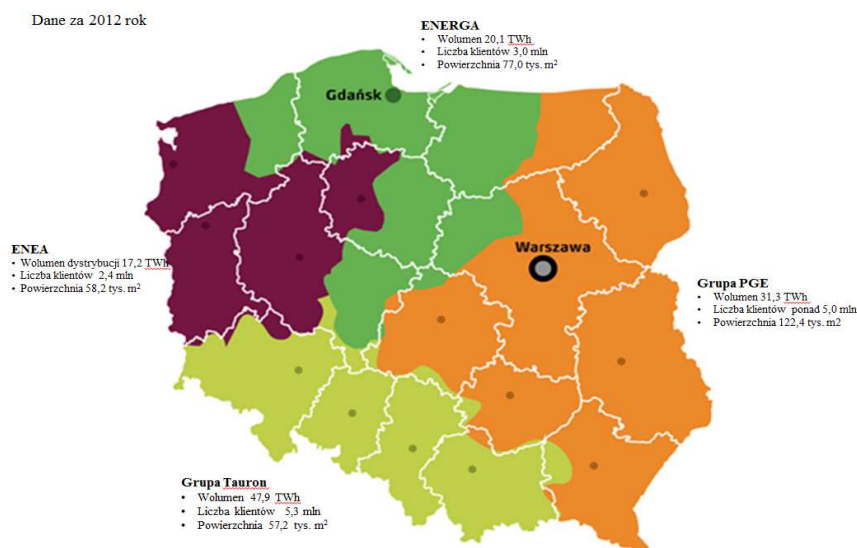 Dane za 2012 rok
ENERGA
• Wolumen 20,1 TWh
• Liczba klientów 3,0 mln
• Powierzchnia 77,0 tys. m²
Gdańsk
ENEA
• Wolumen dystrybucji 17,2 TWh
• Liczba klientów 2,4 mln
• Powierzchnia 58,2 tys. m²
Warszawa
Grupa PGE
• Wolumen 31,3 TWh
• Liczba klientów ponad 5,0 mln
• Powierzchnia 122,4 tys. m2
Grupa Tauron
• Wolumen 47,9 TWh
• Liczba klientów 5,3 mln
• Powierzchnia 57,2 tys. m²